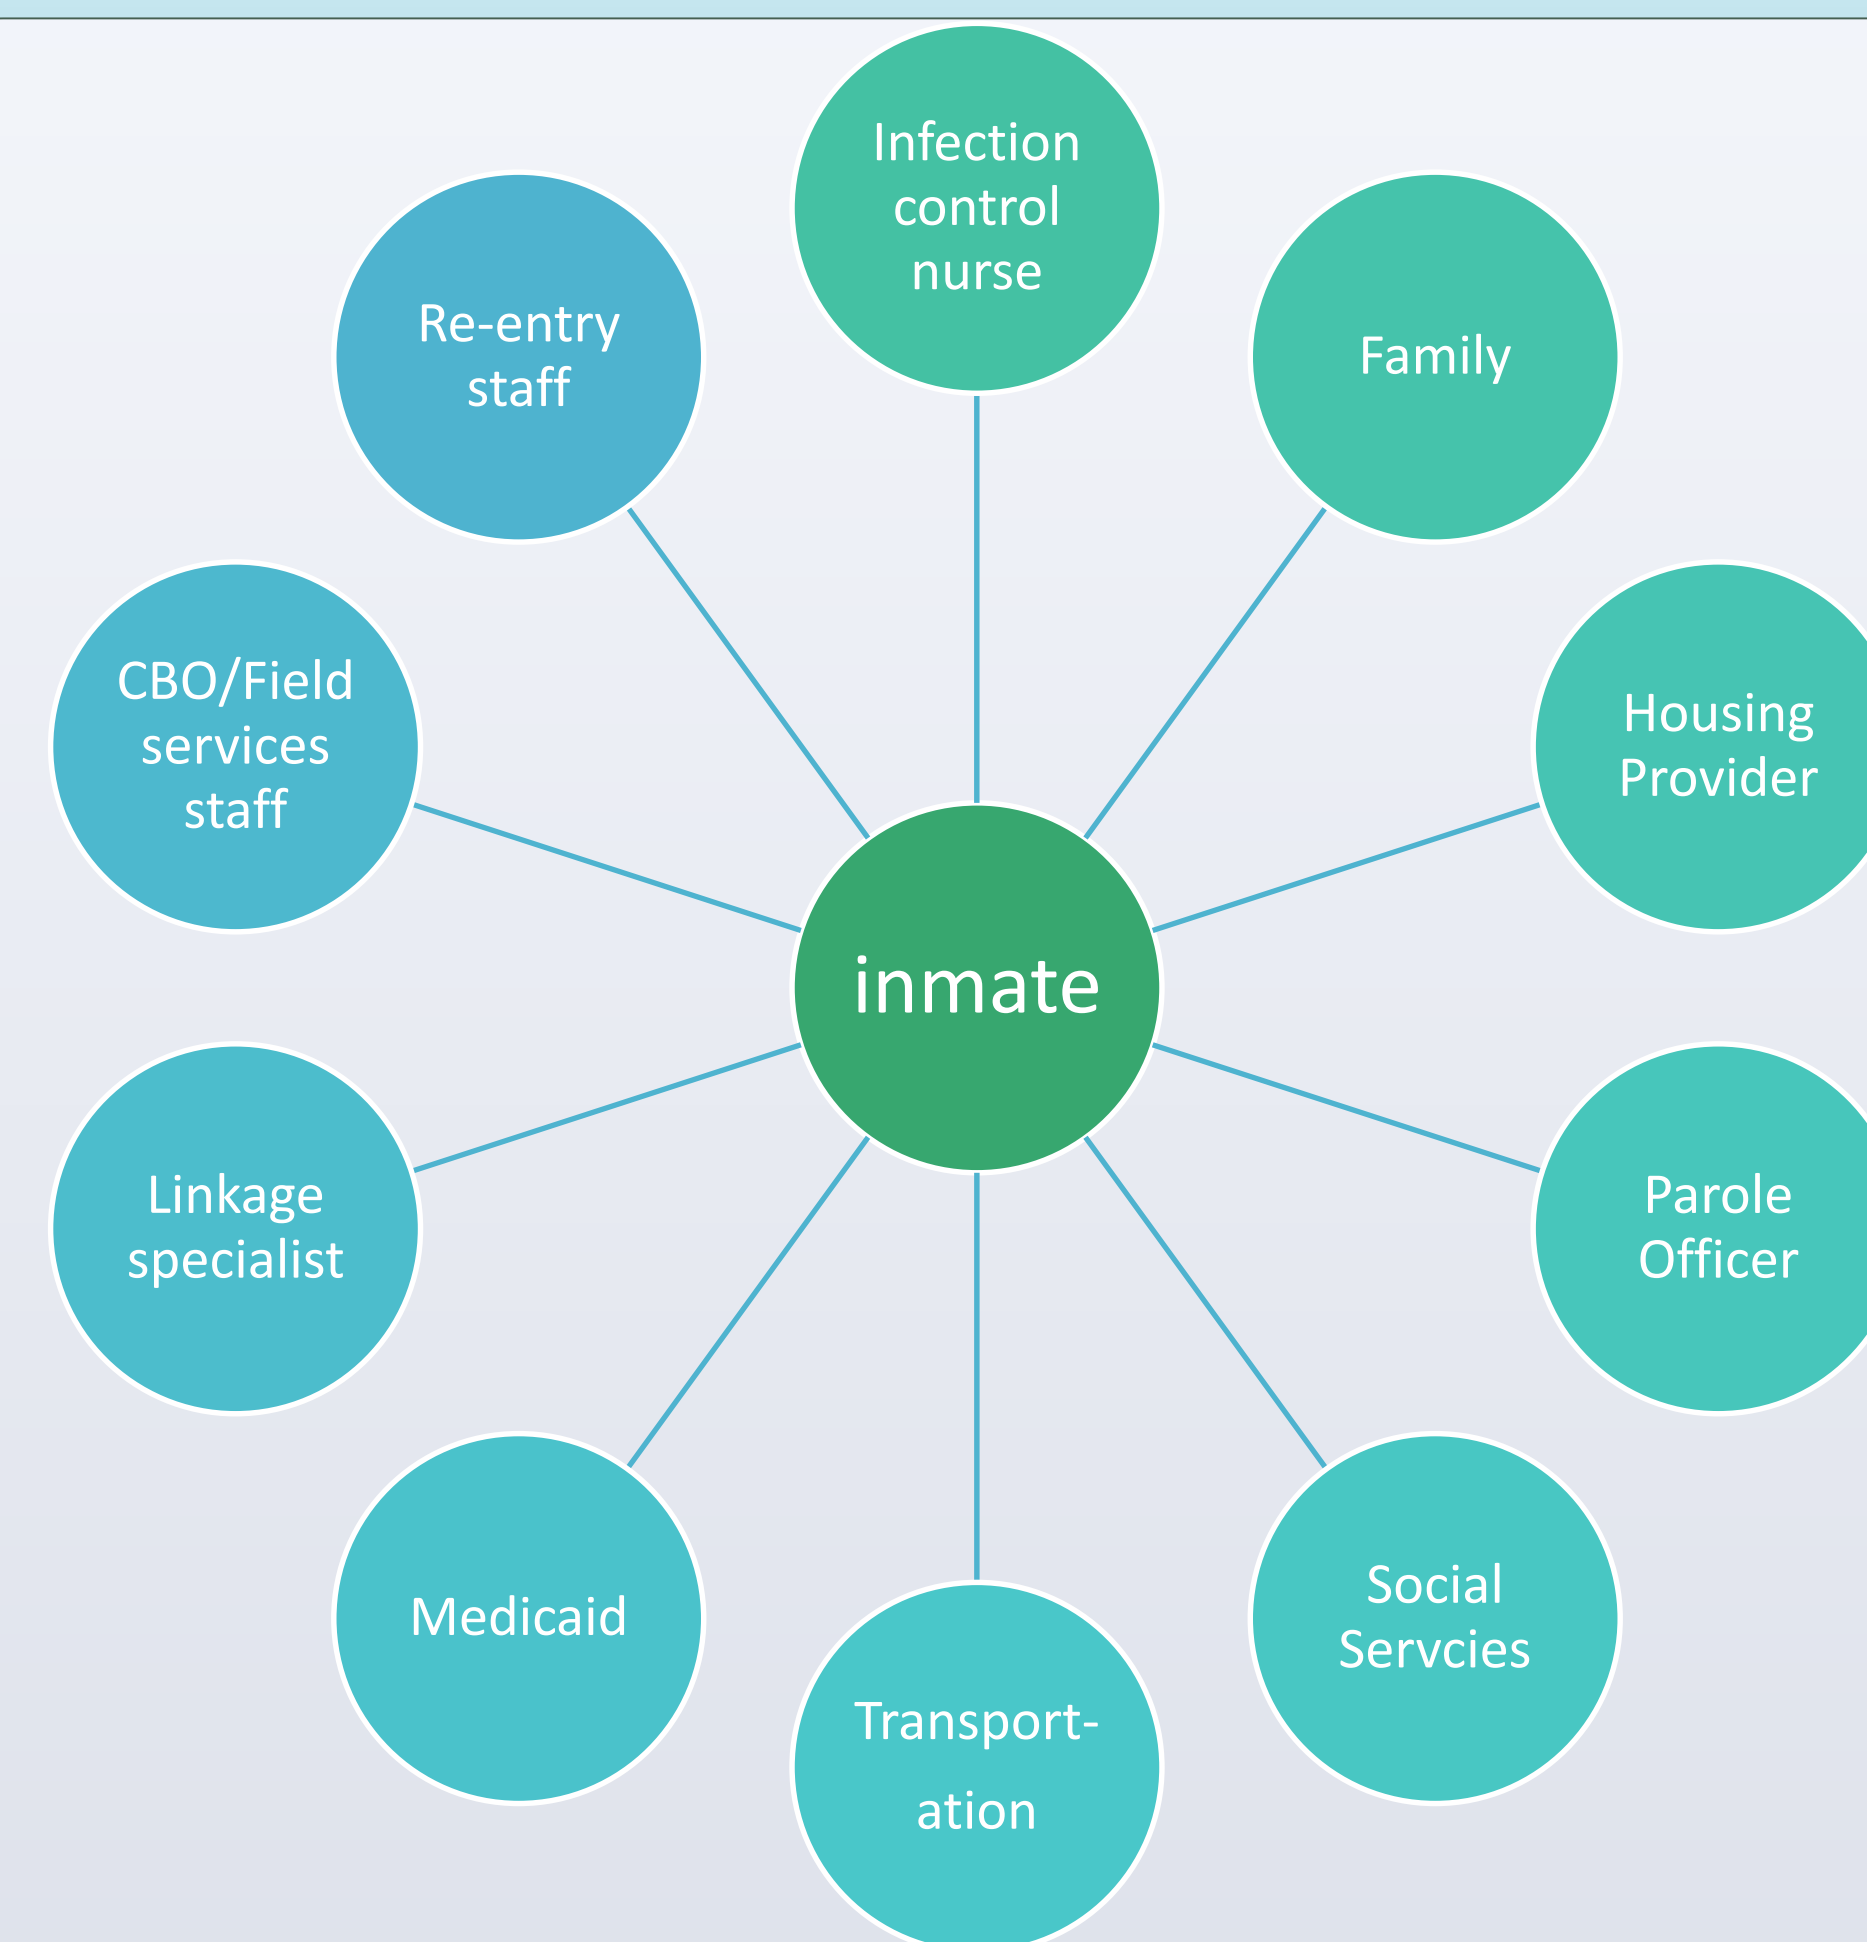 Infection
control
nurse
Family
Housing
Provider
Parole
Officer
Social
Servcies
Transport-
ation
Medicaid
Linkage
specialist
CBO/Field
services
staff
Re-entry
staff
inmate